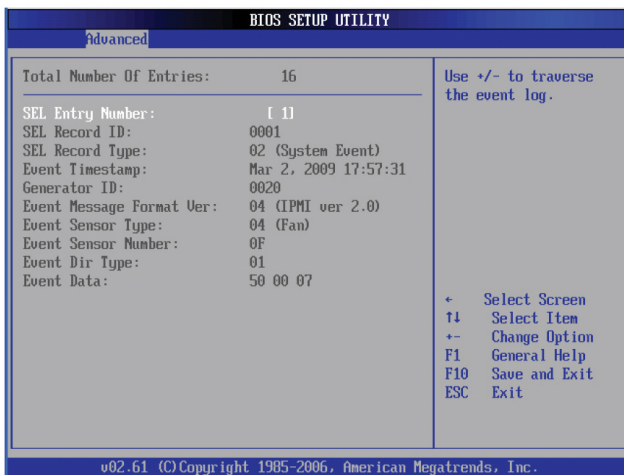 BIOS SETUP UTILITY
Advanced
Total Number Of Entries: 16
SEL Entry Number: [ 1]
SEL Record ID: 0001
SEL Record Type: 02 (System Event)
Event Timestamp: Mar 2, 2009 17:57:31
Generator ID: 0020
Event Message Format Ver: 04 (IPMI ver 2.0)
Event Sensor Type: 04 (Fan)
Event Sensor Number: 0F
Event Dir Type: 01
Event Data: 50 00 07
Use +/- to traverse
the event log.
← Select Screen
↑↓ Select Item
+- Change Option
F1 General Help
F10 Save and Exit
ESC Exit
v02.61 (C)Copyright 1985-2006, American Megatrends, Inc.